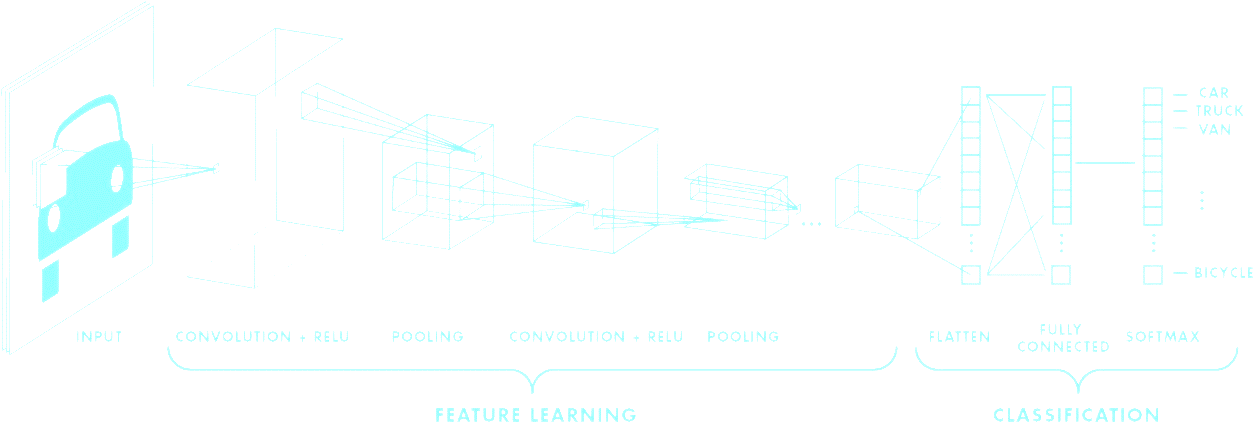 CAR
TRUCK
VAN
BICYCLE
INPUT
CONVOLUTION + RELU
POOLING
CONVOLUTION + RELU
POOLING
FLATTEN
FULLY
CONNECTED
SOFTMAX
FEATURE LEARNING
CLASSIFICATION